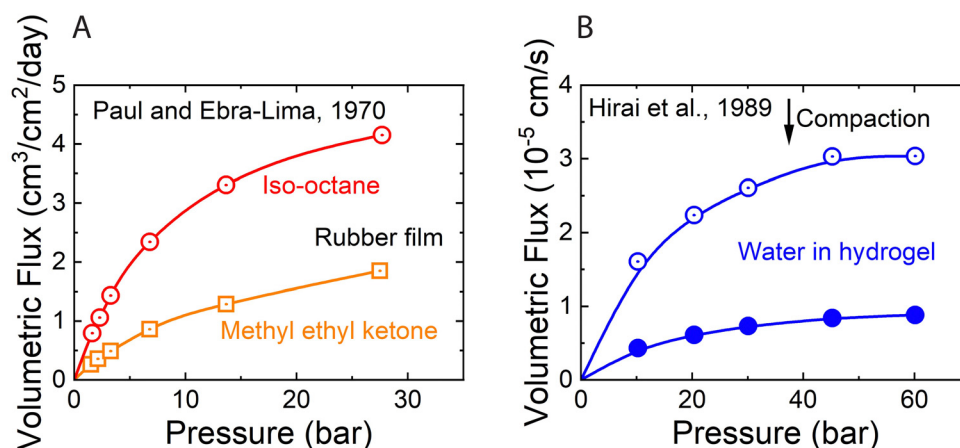 A
Volumetric Flux (cm³/cm²/day)
5
4
3
2
1
0
Paul and Ebra-Lima, 1970
Iso-octane
Rubber film
Methyl ethyl ketone
0 10 20 30
Pressure (bar)
B
Volumetric Flux (10⁻⁵ cm/s)
4
3
2
1
0
Hirai et al., 1989
Compaction
Water in hydrogel
0 20 40 60
Pressure (bar)